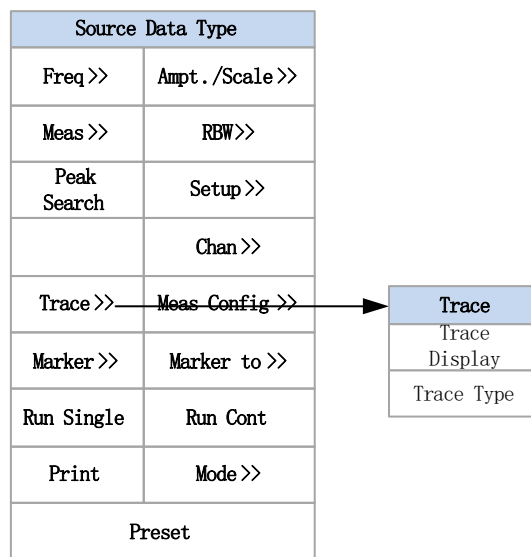 Source Data Type
Freq>> Ampt./Scale>>
Meas>> RBW>>
Peak
Search
Setup>>
Chan>>
Trace>> Meas Config >>
Marker>> Marker to >>
Run Single Run Cont
Print Mode>>
Preset
Trace
Trace
Display
Trace Type